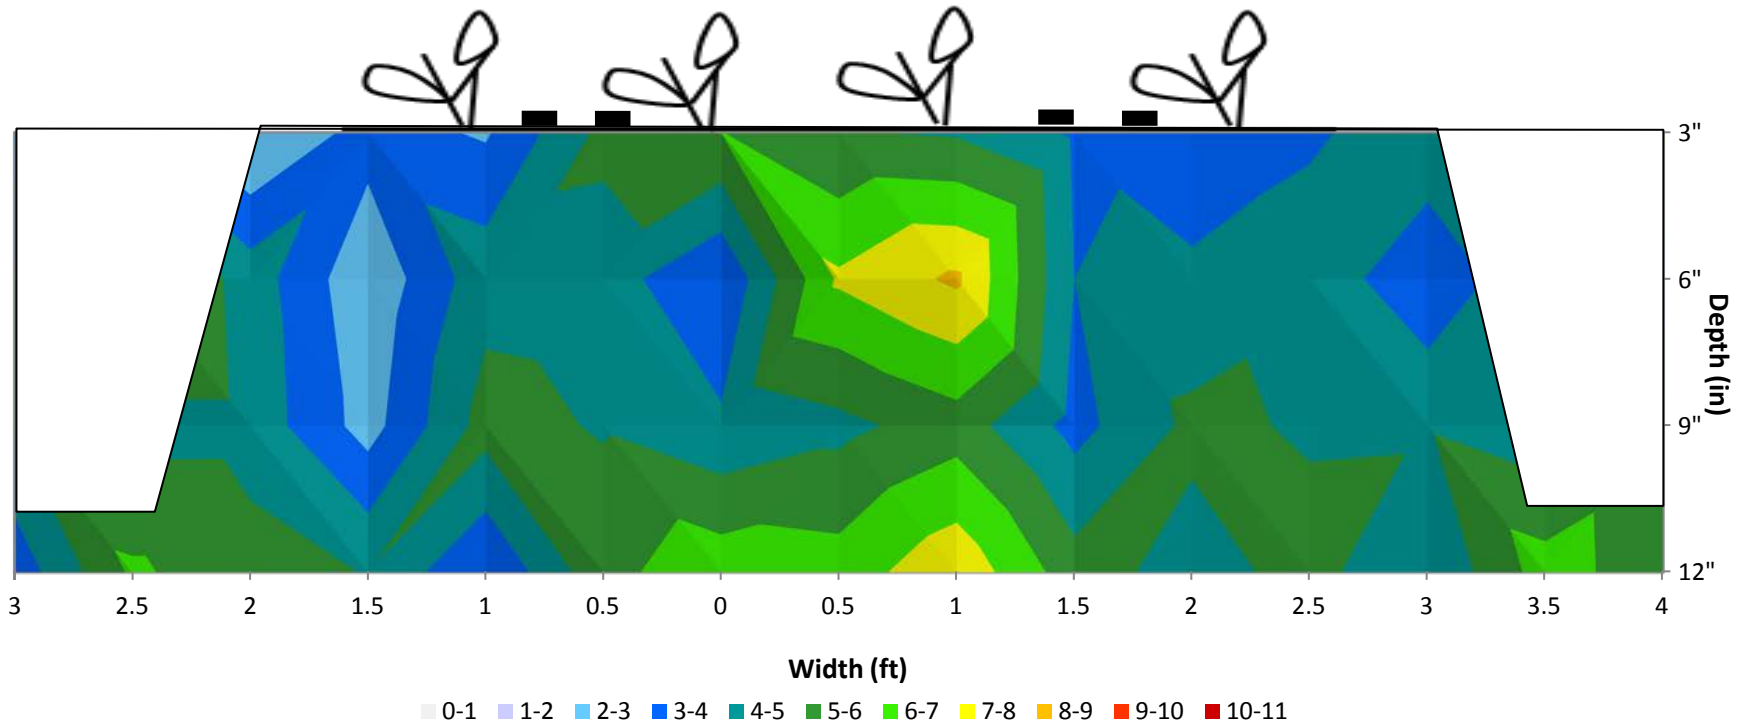 3"
6"
9"
12"
Depth (in)
3 2.5 2 1.5 1 0.5 0 0.5 1 1.5 2 2.5 3 3.5 4
Width (ft)
0-1 1-2 2-3 3-4 4-5 5-6 6-7 7-8 8-9 9-10 10-11